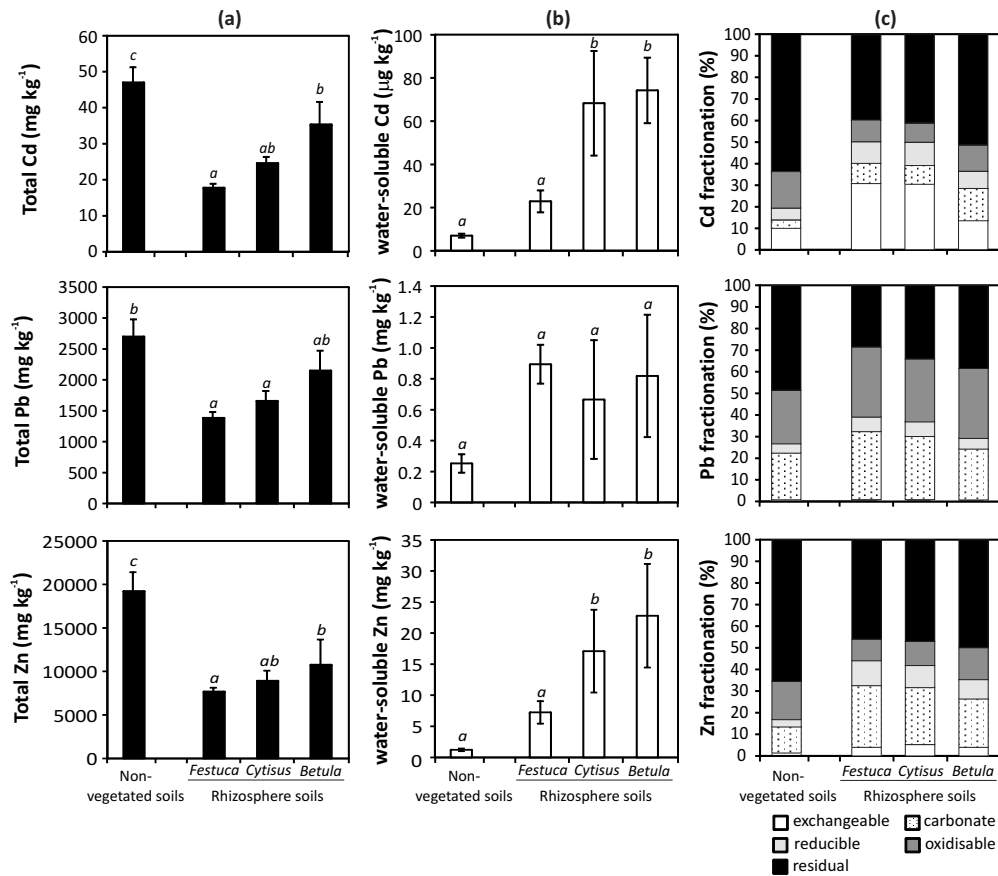 (a)
(b)
(c)
Total Cd (mg kg⁻¹)
60
50
40
30
20
10
0
c
a
ab
b
water-soluble Cd (µg kg⁻¹)
100
80
60
40
20
0
a
a
b
b
Cd fractionation (%)
100
90
80
70
60
50
40
30
20
10
0
Total Pb (mg kg⁻¹)
3500
3000
2500
2000
1500
1000
500
0
b
a
a
ab
water-soluble Pb (mg kg⁻¹)
1.4
1.2
1.0
0.8
0.6
0.4
0.2
0
a
a
a
a
Pb fractionation (%)
100
90
80
70
60
50
40
30
20
10
0
Total Zn (mg kg⁻¹)
25000
20000
15000
10000
5000
0
c
a
ab
b
water-soluble Zn (mg kg⁻¹)
35
30
25
20
15
10
5
0
a
a
b
b
Zn fractionation (%)
100
90
80
70
60
50
40
30
20
10
0
Non-
vegetated soils
Festuca Cytisus Betula
Rhizosphere soils
Non-
vegetated soils
Festuca Cytisus Betula
Rhizosphere soils
Non-
vegetated soils
Festuca Cytisus Betula
Rhizosphere soils
excheageable carbonate
reducible oxidisable
residual